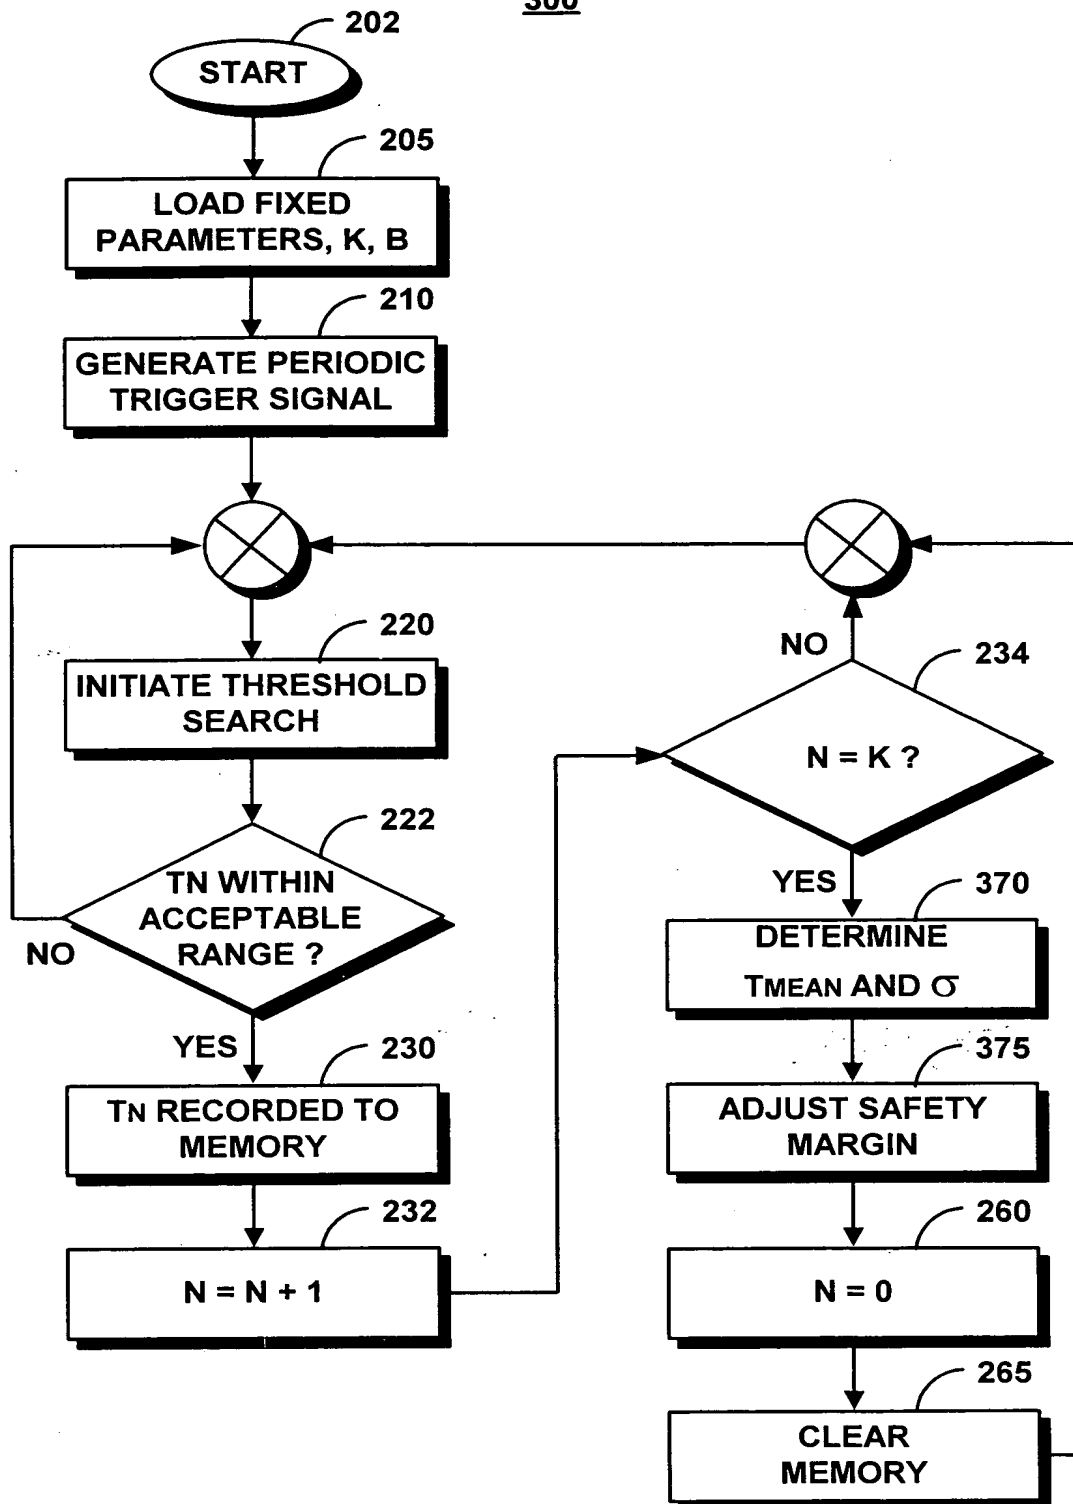 300
202
START
205
LOAD FIXED
PARAMETERS, K, B
210
GENERATE PERIODIC
TRIGGER SIGNAL
220
INITIATE THRESHOLD
SEARCH
222
TN WITHIN
ACCEPTABLE
RANGE ?
NO
YES
230
TN RECORDED TO
MEMORY
232
N = N + 1
NO
234
N = K ?
YES
370
DETERMINE
TMEAN AND σ
375
ADJUST SAFETY
MARGIN
260
N = 0
265
CLEAR
MEMORY